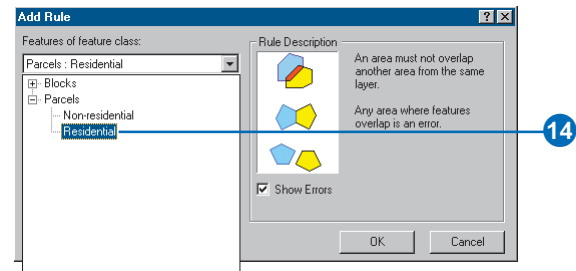 Add Rule
Features of feature class:
Parcels : Residential
Blocks
Parcels
Non-residential
Residential
Rule Description
An area must not overlap
another area from the same
layer.
Any area where features
overlap is an error.
Show Errors
OK
Cancel
14